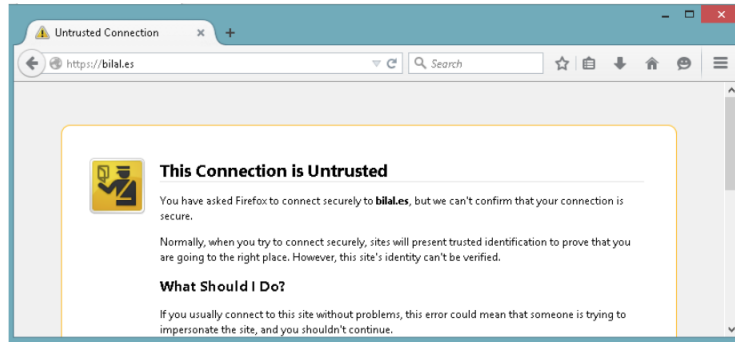 Untrusted Connection
https://bilal.es
Search
This Connection is Untrusted
You have asked Firefox to connect securely to bilal.es, but we can't confirm that your connection is
secure.
Normally, when you try to connect securely, sites will present trusted identification to prove that you
are going to the right place. However, this site's identity can't be verified.
What Should I Do?
If you usually connect to this site without problems, this error could mean that someone is trying to
impersonate the site, and you shouldn't continue.